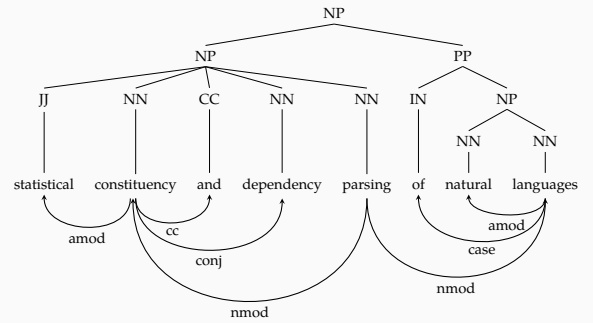 NP
NP PP
JJ NN CC NN NN IN NP
NN NN
statistical constituency and dependency parsing of natural languages
amod cc amod
conj case
nmod nmod